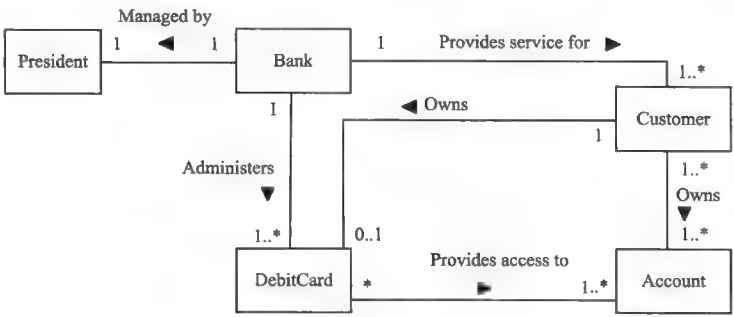 Managed by
1 1
President
Bank
1 Provides service for
1..*
1
Owns
Customer
1
Administers
1..*
Owns
1..*
0..1
1..*
DebitCard
*
Provides access to
1..*
Account